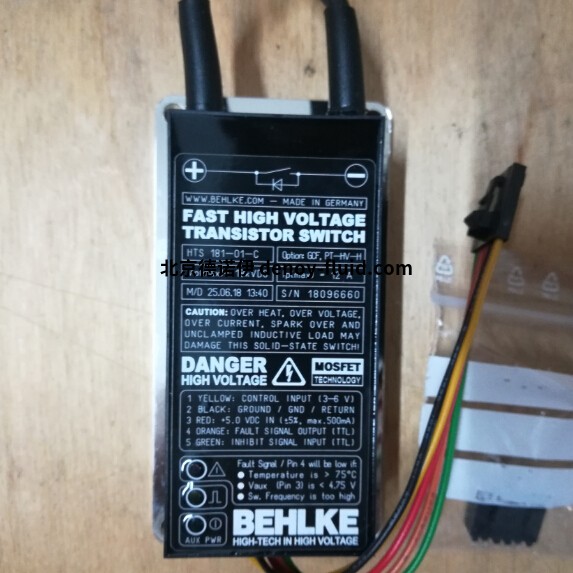 WWW.BEHLKE.COM – MADE IN GERMANY
FAST HIGH VOLTAGE
TRANSISTOR SWITCH
HTS 181-01-C Option: GCF, PT-HV-H
北京德诺伊 denoy-fluid.com
M/D 25.06.18 13:40 S/N 18096660
CAUTION: OVER HEAT, OVER VOLTAGE,
OVER CURRENT, SPARK OVER AND
UNCLAMPED INDUCTIVE LOAD MAY
DAMAGE THIS SOLID-STATE SWITCH!
DANGER
HIGH VOLTAGE
MOSFET
TECHNOLOGY
1 YELLOW: CONTROL INPUT (3-6 V)
2 BLACK: GROUND / GND / RETURN
3 RED: +5.0 VDC IN (±5%, max.500mA)
4 ORANGE: FAULT SIGNAL OUTPUT (TTL)
5 GREEN: INHIBIT SIGNAL INPUT (TTL)
Fault Signal / Pin 4 will be low if:
● Temperature is > 75°C
● Vaux (Pin 3) is < 4.75 V
● Sw. Frequency is too high
AUX PWR
BEHLKE
HIGH-TECH IN HIGH VOLTAGE